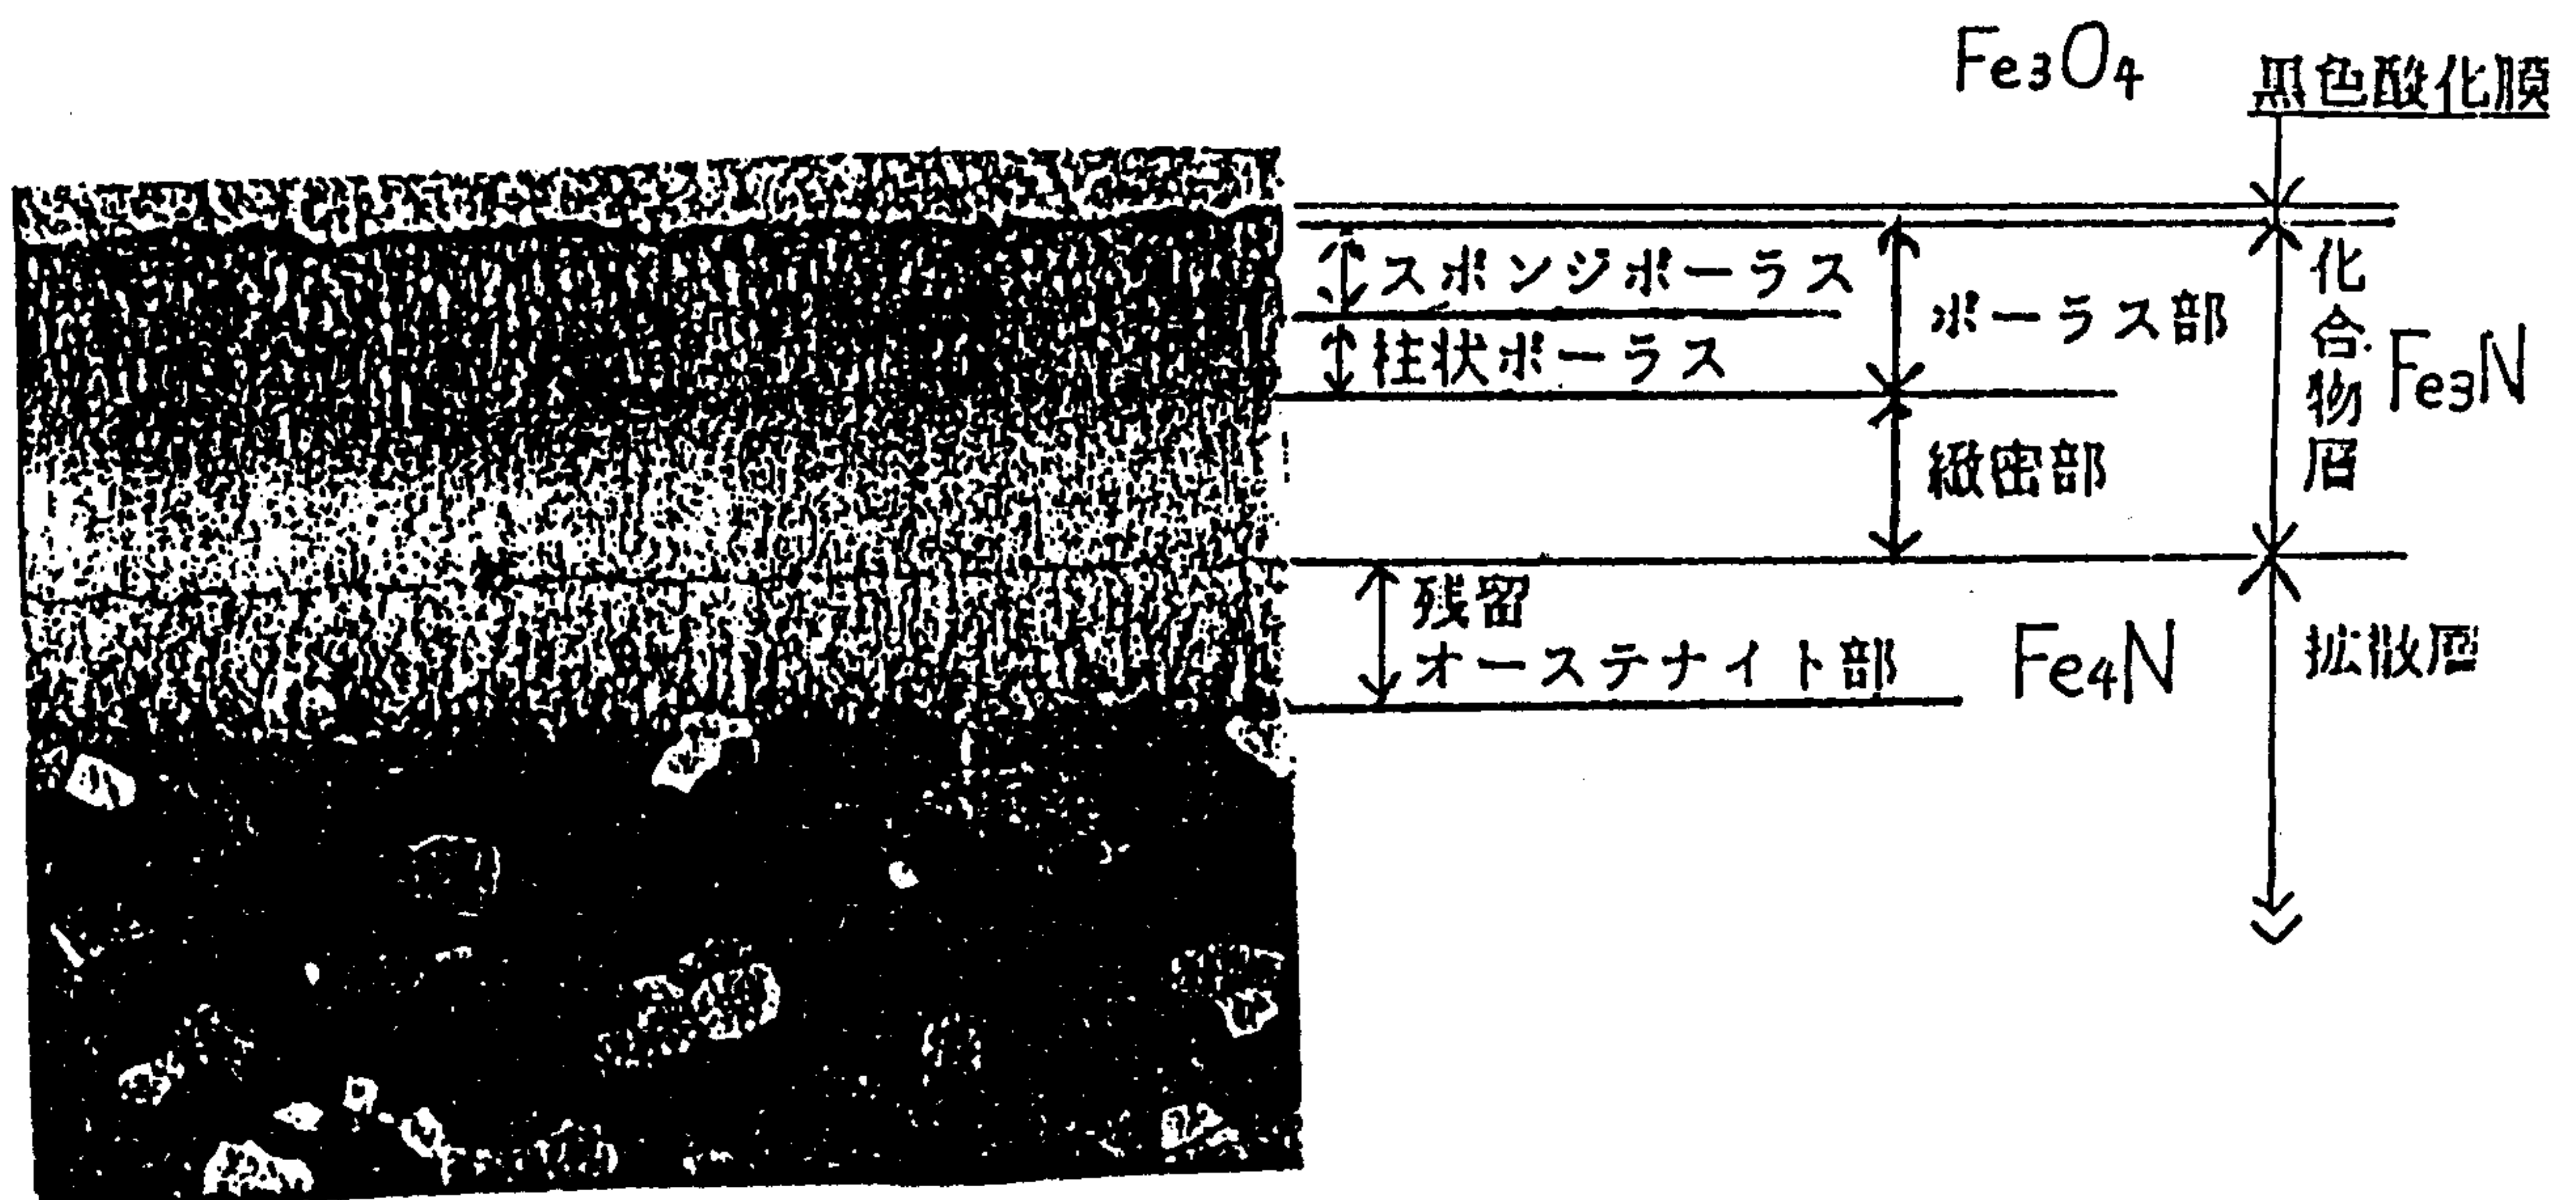 Fe₃O₄
黒色酸化膜
スポンジポーラス
柱状ポーラス
ポーラス部
緻密部
化合物層
Fe₃N
残留
オーステナイト部
Fe₄N
拡散層